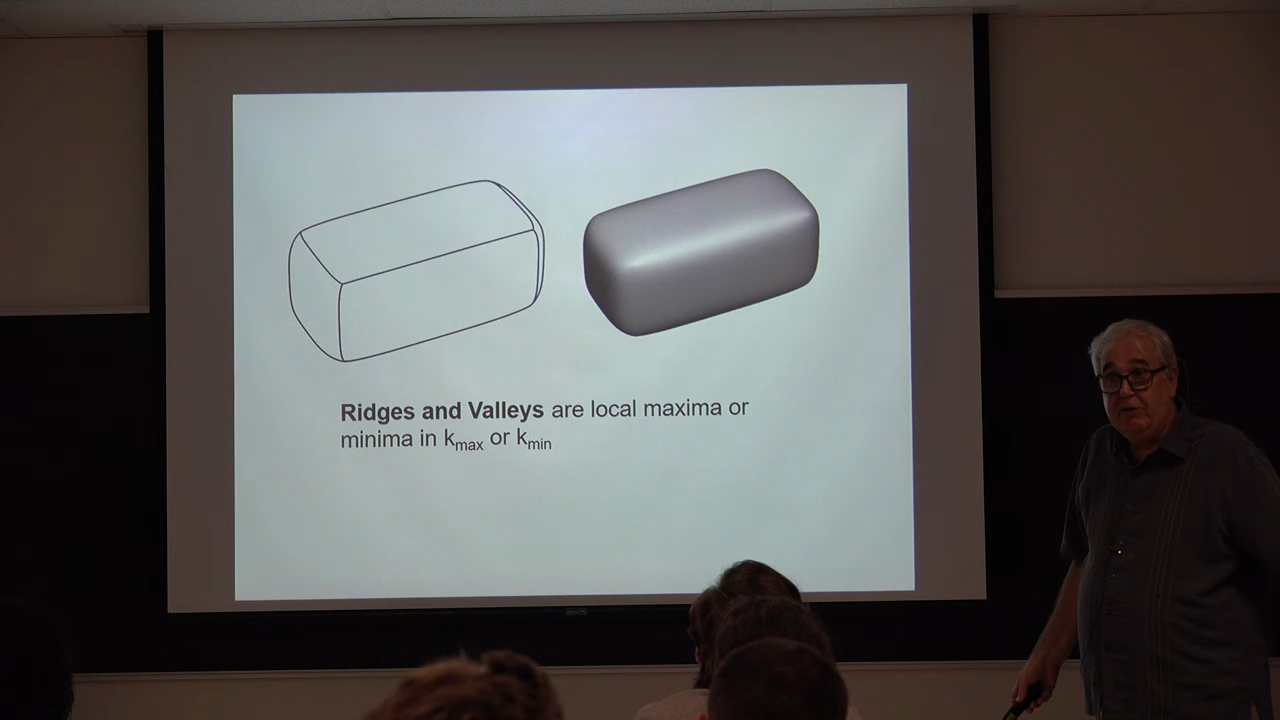 Ridges and Valleys are local maxima or
minima in kmax or kmin